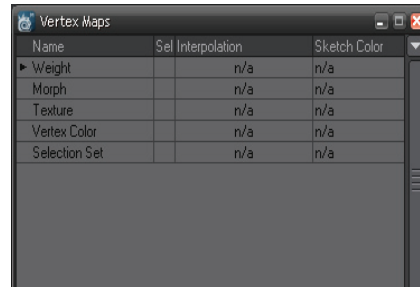 Vertex Maps
Name Sel Interpolation Sketch Color
Weight n/a n/a
Morph n/a n/a
Texture n/a n/a
Vertex Color n/a n/a
Selection Set n/a n/a